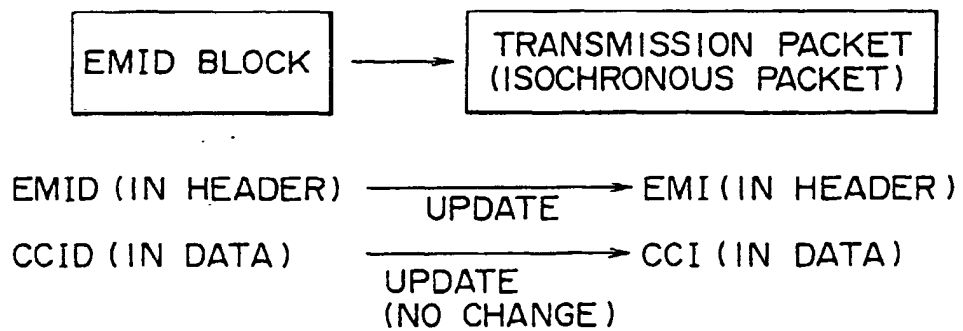 EMID BLOCK
TRANSMISSION PACKET
(ISOCHRONOUS PACKET)
EMID (IN HEADER)
UPDATE
EMI (IN HEADER)
CCID (IN DATA)
UPDATE
(NO CHANGE)
CCI (IN DATA)